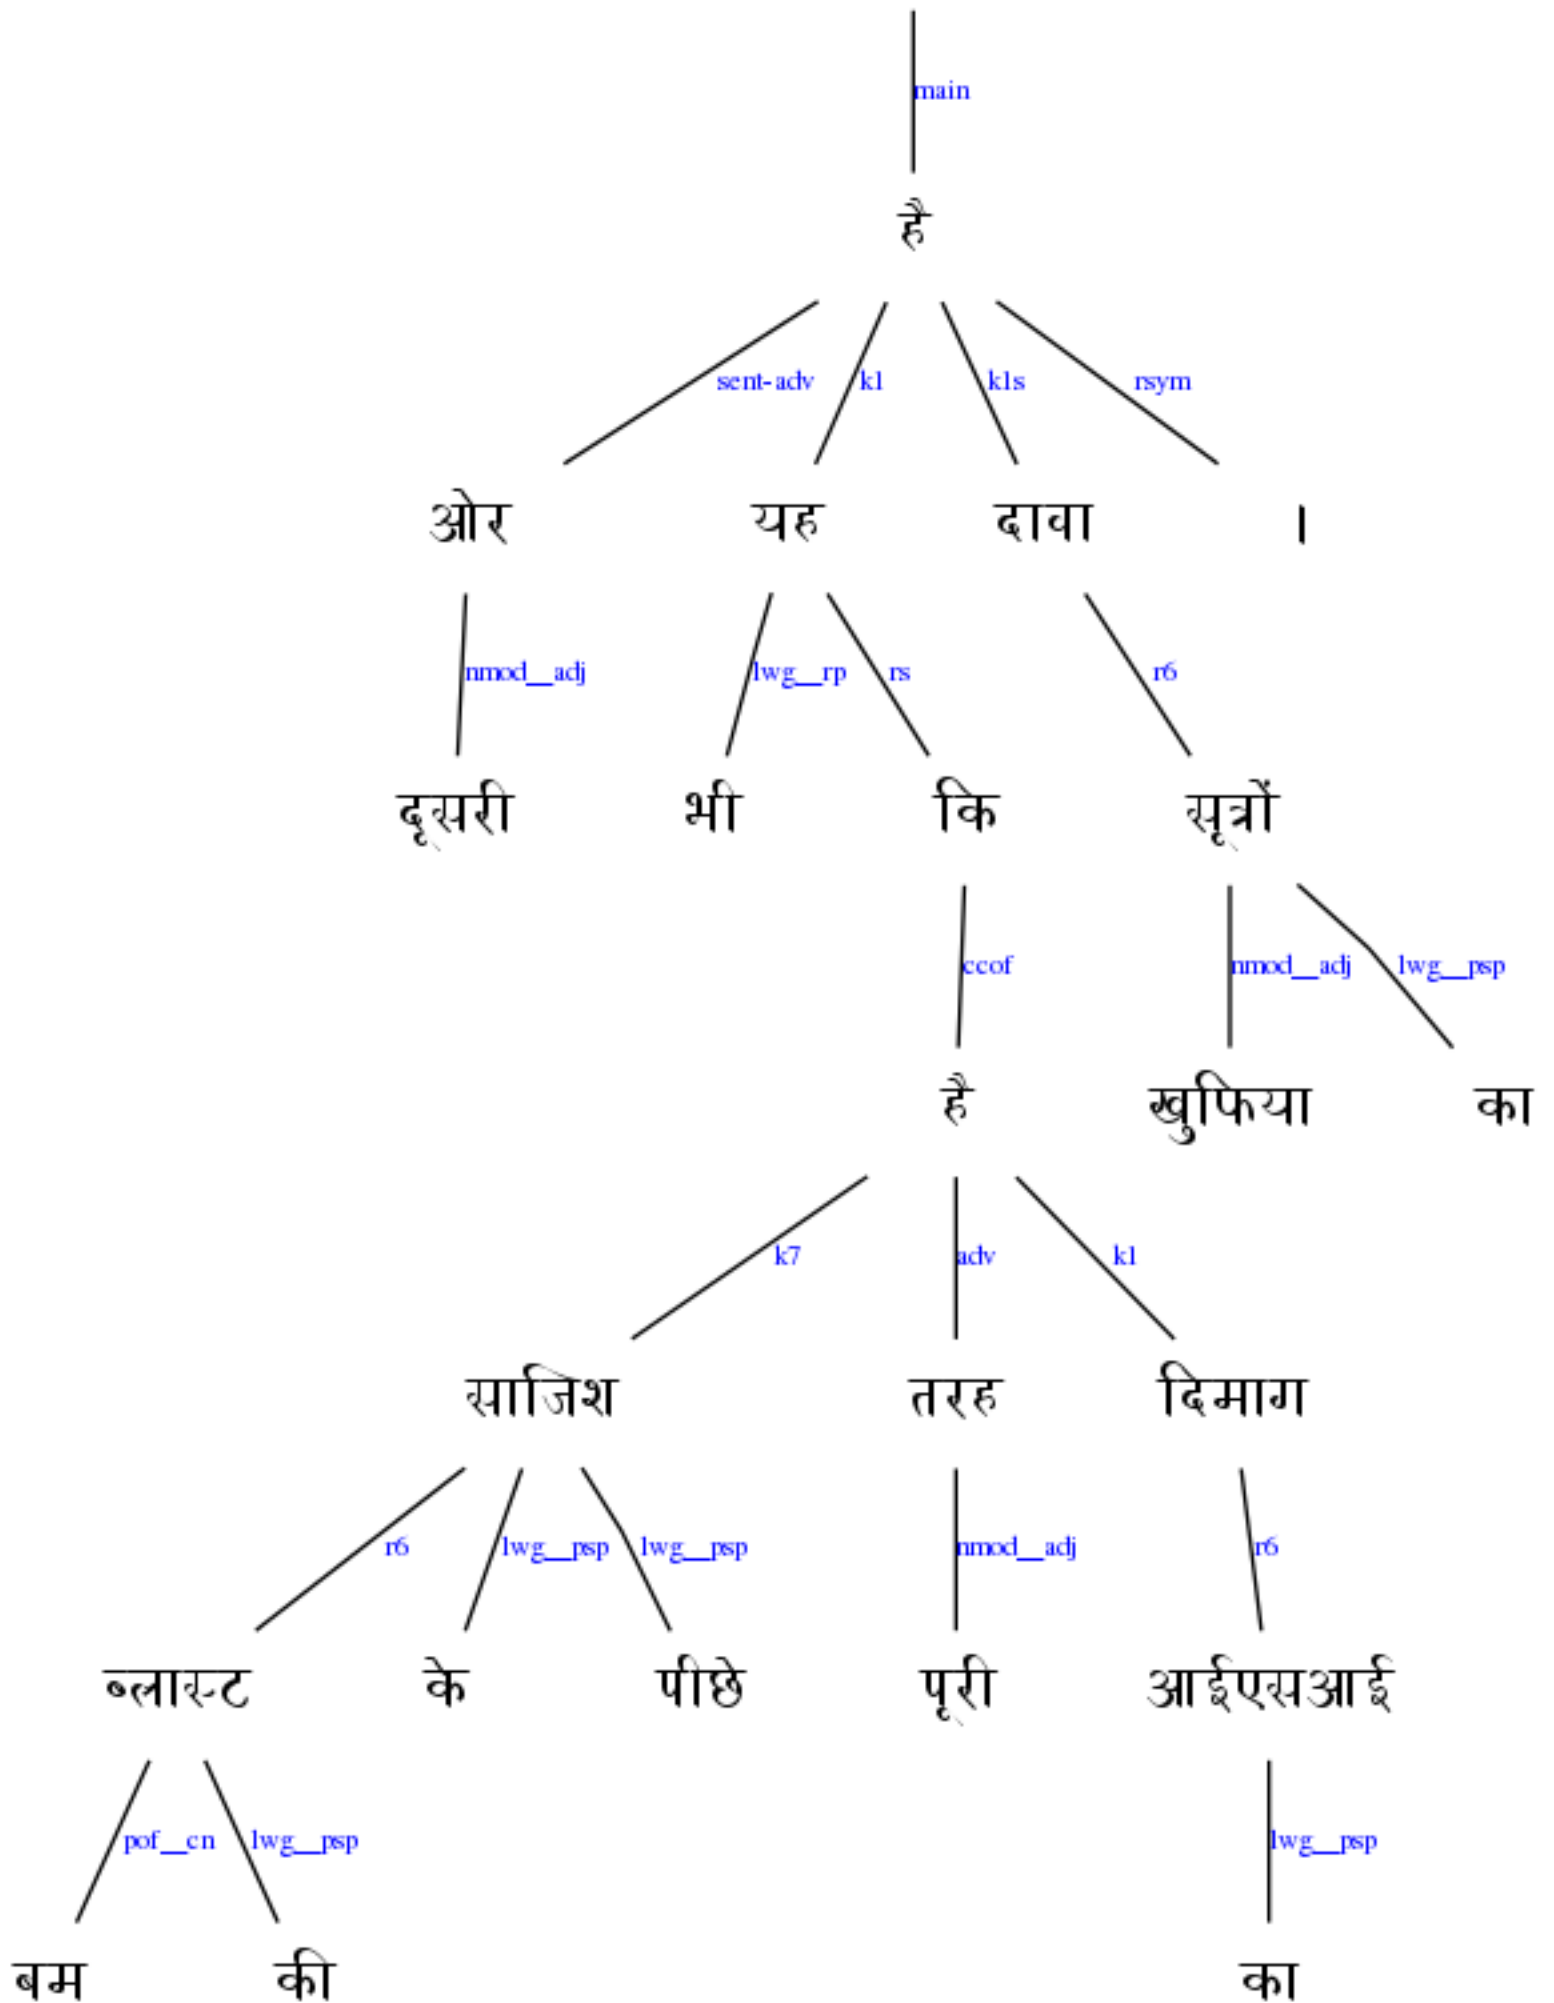 main
है
sent-adv k1 k1s rsym
ओर यह दावा ।
nmod__adj lwg__rp rs r6
दूसरी भी कि सूत्रों
ccof nmod__adj lwg__psp
है खुफिया का
k7 adv k1
साजिश तरह दिमाग
r6 lwg__psp lwg__psp nmod__adj r6
ब्लास्ट के पीछे पूरी आईएसआई
pof__cn lwg__psp lwg__psp
बम की का